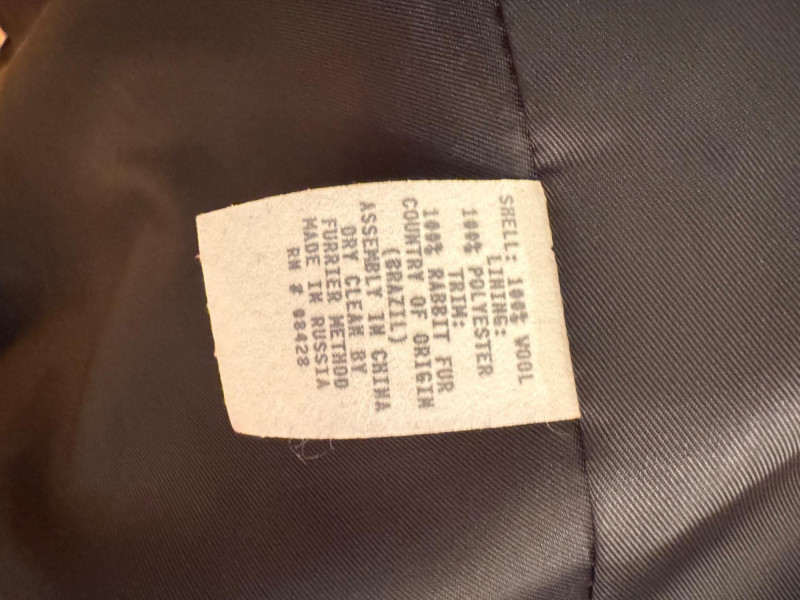 SHELL: 100% WOOL
LINING:
100% POLYESTER
TRIM:
100% RABBIT FUR
COUNTRY OF ORIGIN
(BRAZIL)
ASSEMBLY IN CHINA
DRY CLEAN BY
FURRIER METHOD
MADE IN RUSSIA
RN # 08428